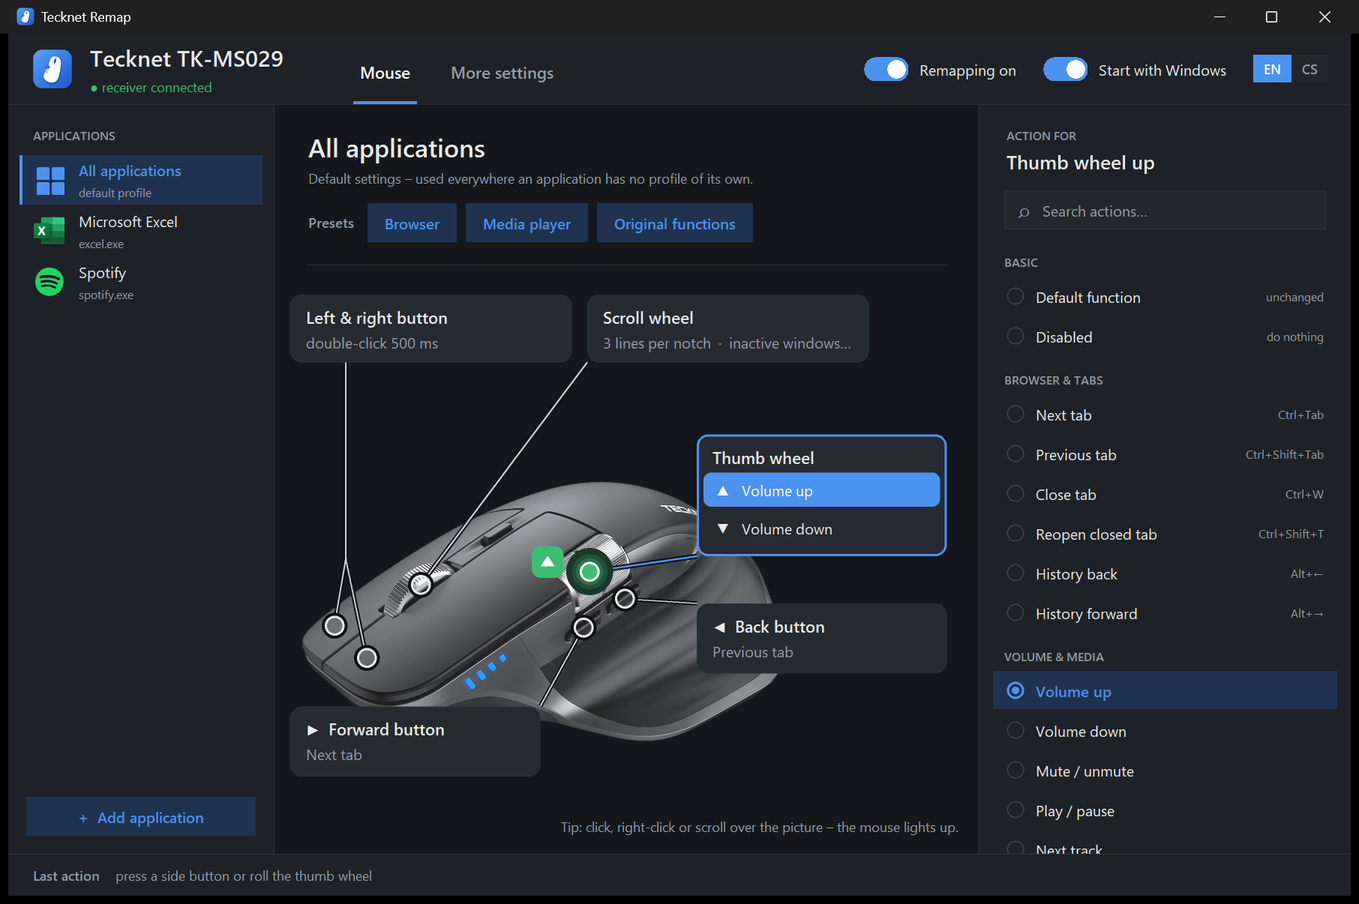 Tecknet Remap
Tecknet TK-MS029
receiver connected
Mouse
More settings
Remapping on
Start with Windows
EN
CS
APPLICATIONS
All applications
default profile
Microsoft Excel
excel.exe
Spotify
spotify.exe
+ Add application
All applications
Default settings – used everywhere an application has no profile of its own.
Presets
Browser
Media player
Original functions
Left & right button
double-click 500 ms
Scroll wheel
3 lines per notch · inactive windows...
Thumb wheel
▲ Volume up
▼ Volume down
◄ Back button
Previous tab
► Forward button
Next tab
Tip: click, right-click or scroll over the picture – the mouse lights up.
ACTION FOR
Thumb wheel up
Search actions...
BASIC
Default function unchanged
Disabled do nothing
BROWSER & TABS
Next tab Ctrl+Tab
Previous tab Ctrl+Shift+Tab
Close tab Ctrl+W
Reopen closed tab Ctrl+Shift+T
History back Alt+←
History forward Alt+→
VOLUME & MEDIA
Volume up
Volume down
Mute / unmute
Play / pause
Next track
Last action press a side button or roll the thumb wheel